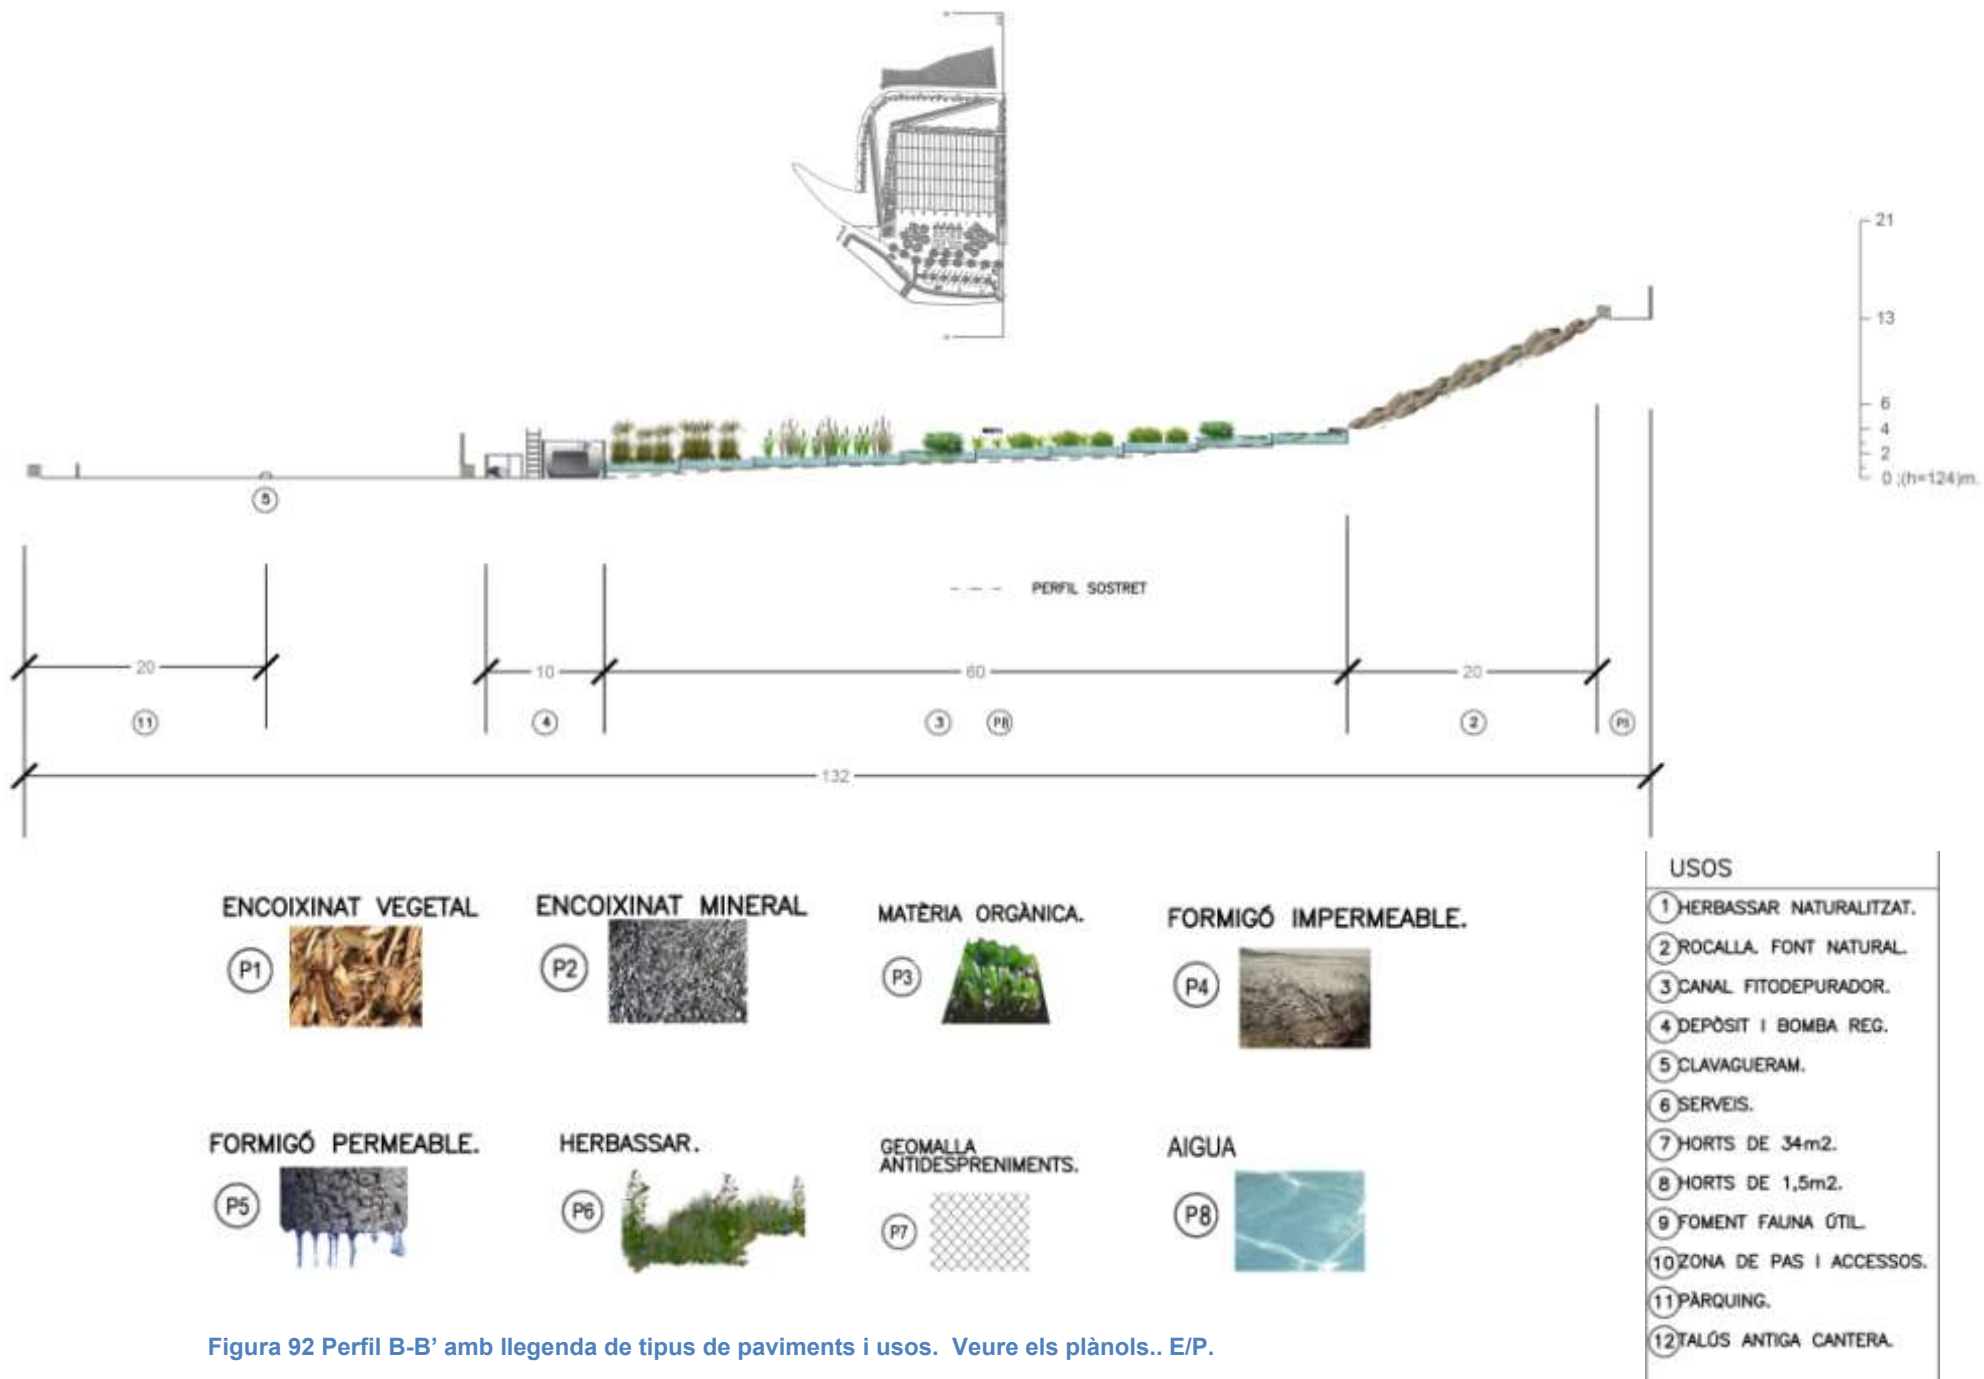 21
13
6
4
2
0 ;(h=124)m.
5
PERFIL SOSTRET
20
10
60
20
11
4
3
P8
2
P5
132
ENCOIXINAT VEGETAL
P1
ENCOIXINAT MINERAL
P2
MATÈRIA ORGÀNICA.
P3
FORMIGÓ IMPERMEABLE.
P4
FORMIGÓ PERMEABLE.
P5
HERBASSAR.
P6
GEOMALLA
ANTIDESPRENIMENTS.
P7
AIGUA
P8
USOS
1 HERBASSAR NATURALITZAT.
2 ROCALLA. FONT NATURAL.
3 CANAL FITODEPURADOR.
4 DEPÒSIT I BOMBA REG.
5 CLAVAGUERAM.
6 SERVEIS.
7 HORTS DE 34m2.
8 HORTS DE 1,5m2.
9 FOMENT FAUNA ÚTIL.
10 ZONA DE PAS I ACCESSOS.
11 PÀRQUING.
12 TALÚS ANTIGA CANTERA.
Figura 92 Perfil B-B’ amb llegenda de tipus de paviments i usos. Veure els plànols.. E/P.